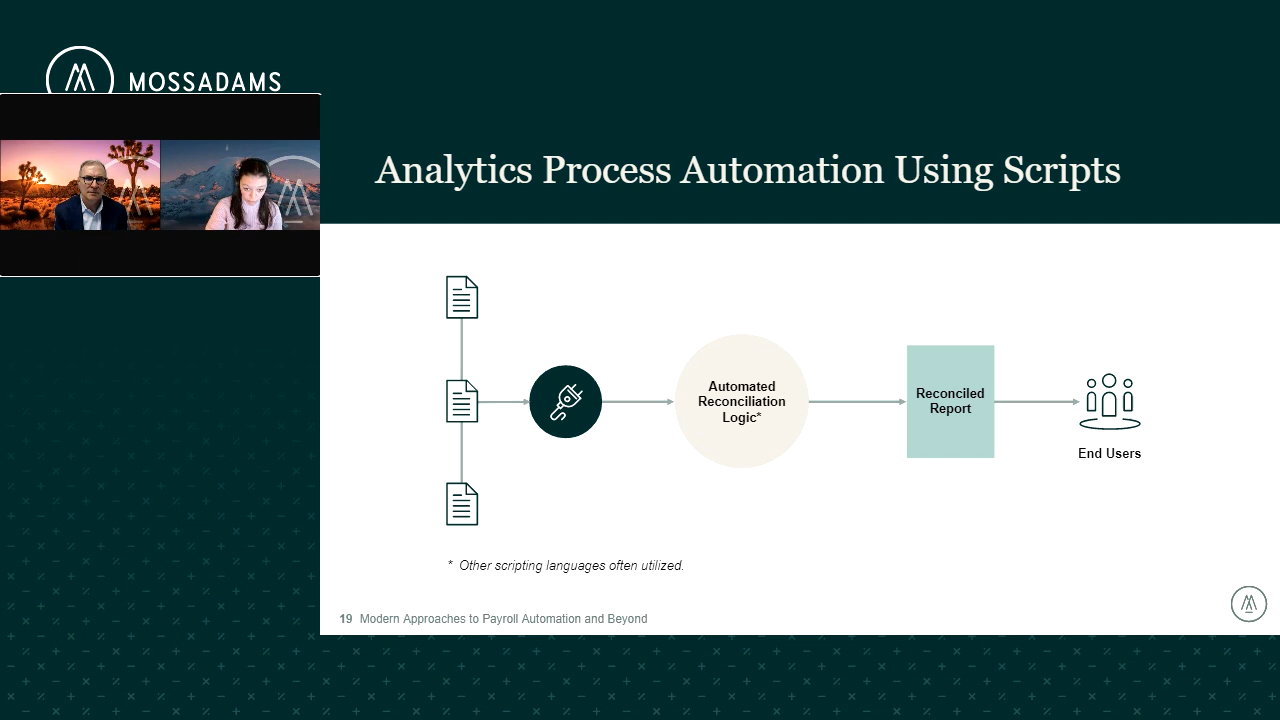 MOSSADAMS
Analytics Process Automation Using Scripts
Automated
Reconciliation
Logic*
Reconciled
Report
End Users
* Other scripting languages often utilized.
19 Modern Approaches to Payroll Automation and Beyond